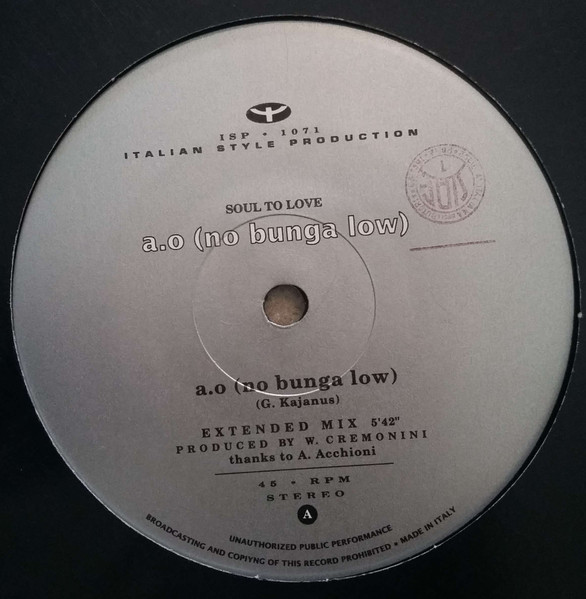 ISP • 1071
ITALIAN STYLE PRODUCTION
SOUL TO LOVE
a.o (no bunga low)
a.o (no bunga low)
(G. Kajanus)
EXTENDED MIX 5'42"
PRODUCED BY W. CREMONINI
thanks to A. Acchioni
45 • RPM
STEREO
A
UNAUTHORIZED PUBLIC PERFORMANCE
BROADCASTING AND COPIYNG OF THIS RECORD PROHIBITED • MADE IN ITALY